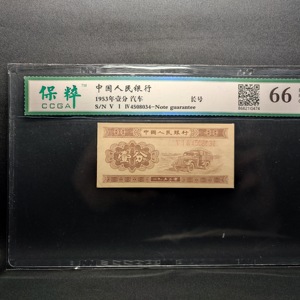 保粹
CCGA
中国人民银行
1953年壹分 汽车 长号
S/N V I IV4508034-Note guarantee
66
中国人民银行
壹分